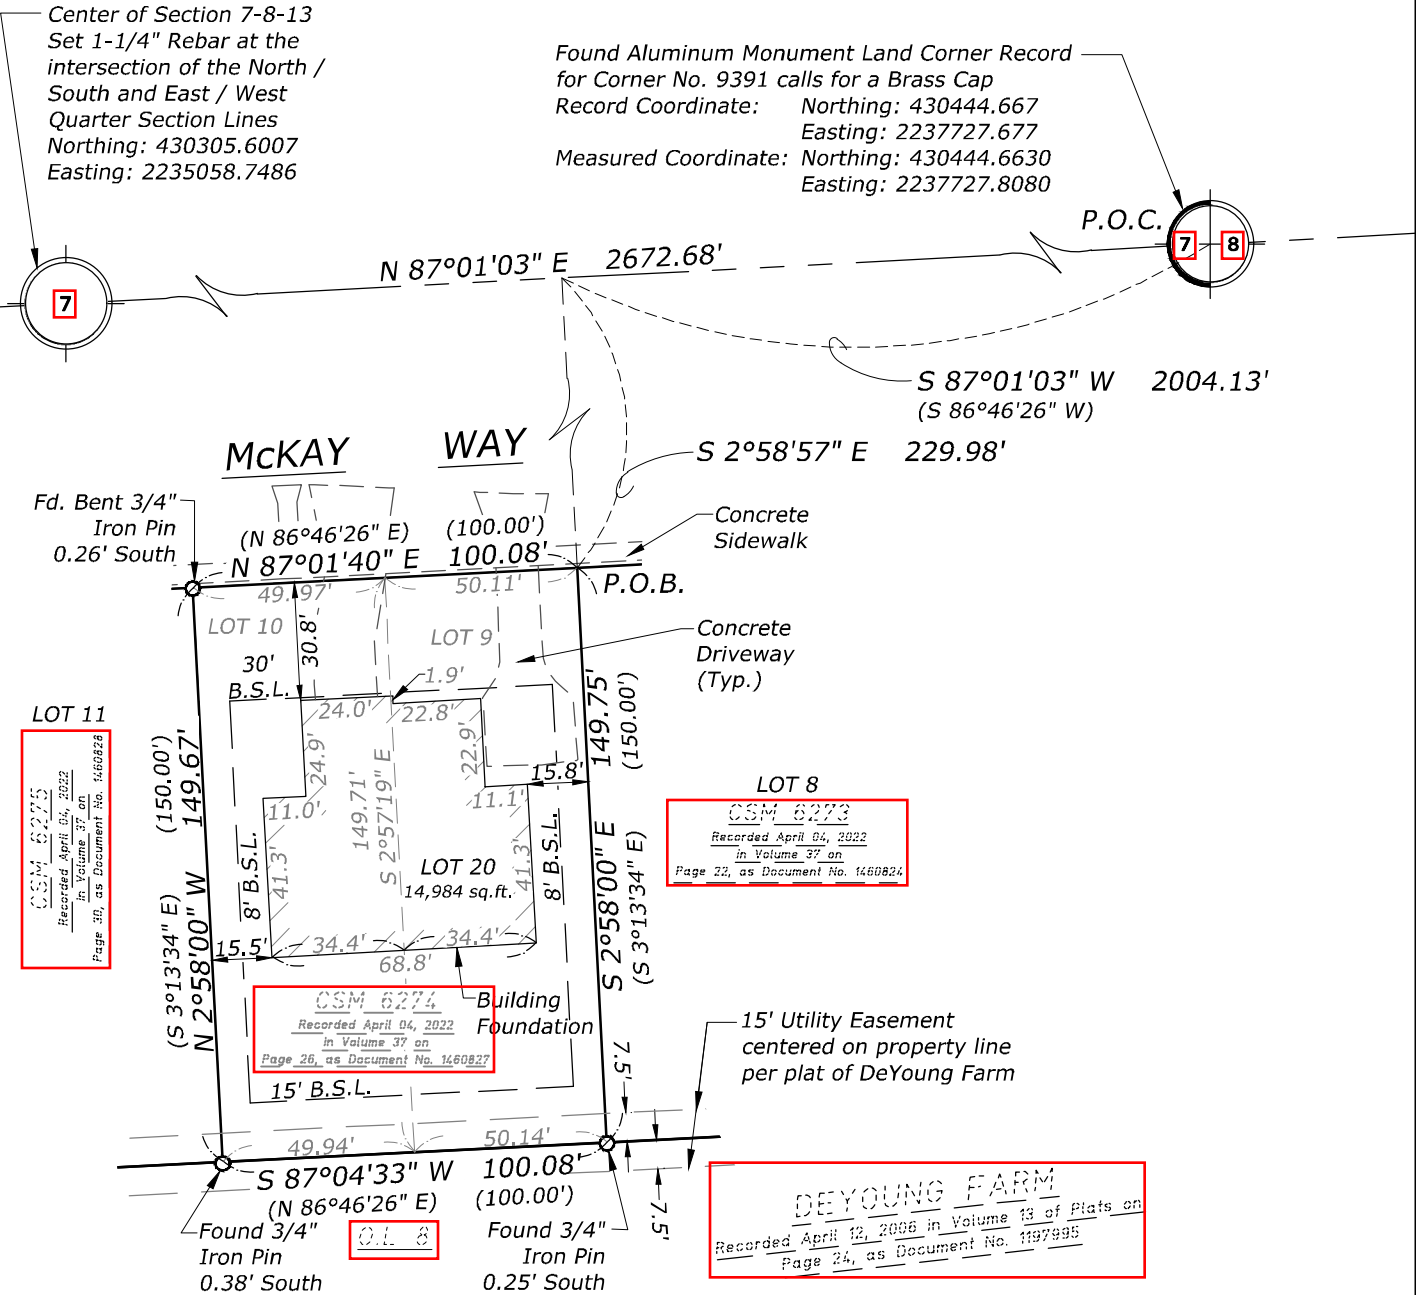 Center of Section 7-8-13
Set 1-1/4" Rebar at the
intersection of the North /
South and East / West
Quarter Section Lines
Northing: 430305.6007
Easting: 2235058.7486
Found Aluminum Monument Land Corner Record
for Corner No. 9391 calls for a Brass Cap
Record Coordinate: Northing: 430444.667
Easting: 2237727.677
Measured Coordinate: Northing: 430444.6630
Easting: 2237727.8080
P.O.C.
7
8
7
N 87°01'03" E 2672.68'
S 87°01'03" W 2004.13'
(S 86°46'26" W)
S 2°58'57" E 229.98'
McKAY WAY
Fd. Bent 3/4"
Iron Pin
0.26' South
(N 86°46'26" E) (100.00')
N 87°01'40" E 100.08'
Concrete
Sidewalk
P.O.B.
49.97' 50.11'
LOT 10
LOT 9
30.8'
30'
B.S.L.
1.9'
24.0' 22.8'
Concrete
Driveway
(Typ.)
LOT 11
CSM 6275
Recorded April 04, 2022
in Volume 37 on
Page 30, as Document No. 1460828
(150.00')
149.67'
24.9'
22.9'
149.75'
(150.00')
15.8'
11.0'
11.1'
149.71'
S 2°57'19" E
LOT 8
CSM 6273
Recorded April 04, 2022
in Volume 37 on
Page 22, as Document No. 1460824
8' B.S.L.
41.3'
LOT 20
14,984 sq.ft.
41.3'
8' B.S.L.
S 2°58'00" E
(S 3°13'34" E)
(S 3°13'34" E)
N 2°58'00" W
15.5'
34.4' 34.4'
68.8'
CSM 6274
Recorded April 04, 2022
in Volume 37 on
Page 26, as Document No. 1460827
Building
Foundation
15' B.S.L.
7.5'
15' Utility Easement
centered on property line
per plat of DeYoung Farm
49.94' 50.14'
S 87°04'33" W 100.08'
(N 86°46'26" E) (100.00')
7.5'
Found 3/4"
Iron Pin
0.38' South
O.L. 8
Found 3/4"
Iron Pin
0.25' South
DEYOUNG FARM
Recorded April 12, 2006 in Volume 13 of Plats on
Page 24, as Document No. 1197995